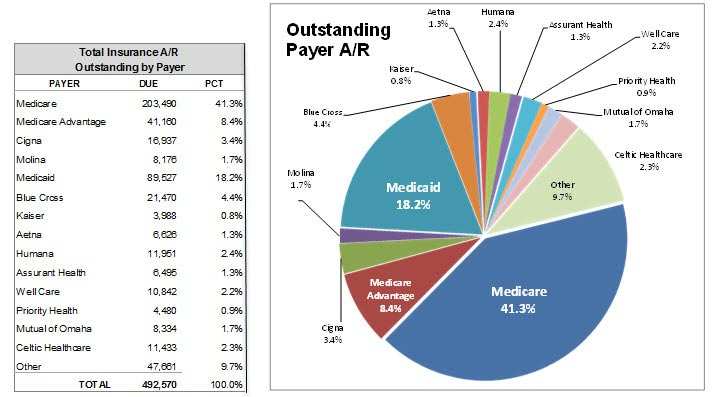 Total Insurance A/R
Outstanding by Payer
PAYER DUE PCT
Medicare 203,490 41.3%
Medicare Advantage 41,160 8.4%
Cigna 16,937 3.4%
Molina 8,176 1.7%
Medicaid 89,527 18.2%
Blue Cross 21,470 4.4%
Kaiser 3,988 0.8%
Aetna 6,626 1.3%
Humana 11,951 2.4%
Assurant Health 6,495 1.3%
Well Care 10,842 2.2%
Priority Health 4,480 0.9%
Mutual of Omaha 8,334 1.7%
Celtic Healthcare 11,433 2.3%
Other 47,661 9.7%
TOTAL 492,570 100.0%
Outstanding
Payer A/R
Aetna
1.3%
Humana
2.4%
Assurant Health
1.3%
Well Care
2.2%
Priority Health
0.9%
Mutual of Omaha
1.7%
Celtic Healthcare
2.3%
Other
9.7%
Medicare
41.3%
Medicare
Advantage
8.4%
Cigna
3.4%
Molina
1.7%
Medicaid
18.2%
Blue Cross
4.4%
Kaiser
0.8%